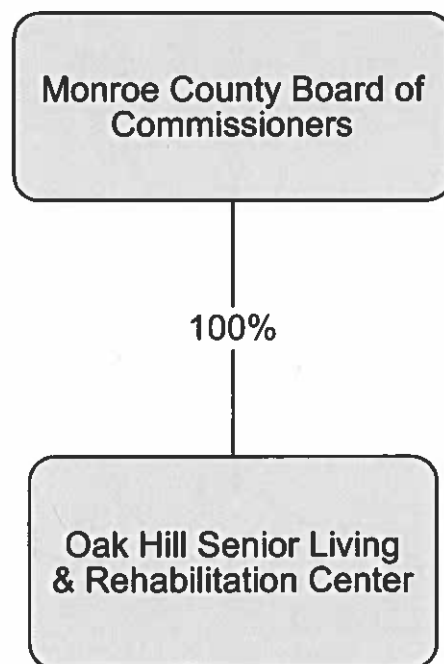 Monroe County Board of
Commissioners
100%
Oak Hill Senior Living
& Rehabilitation Center